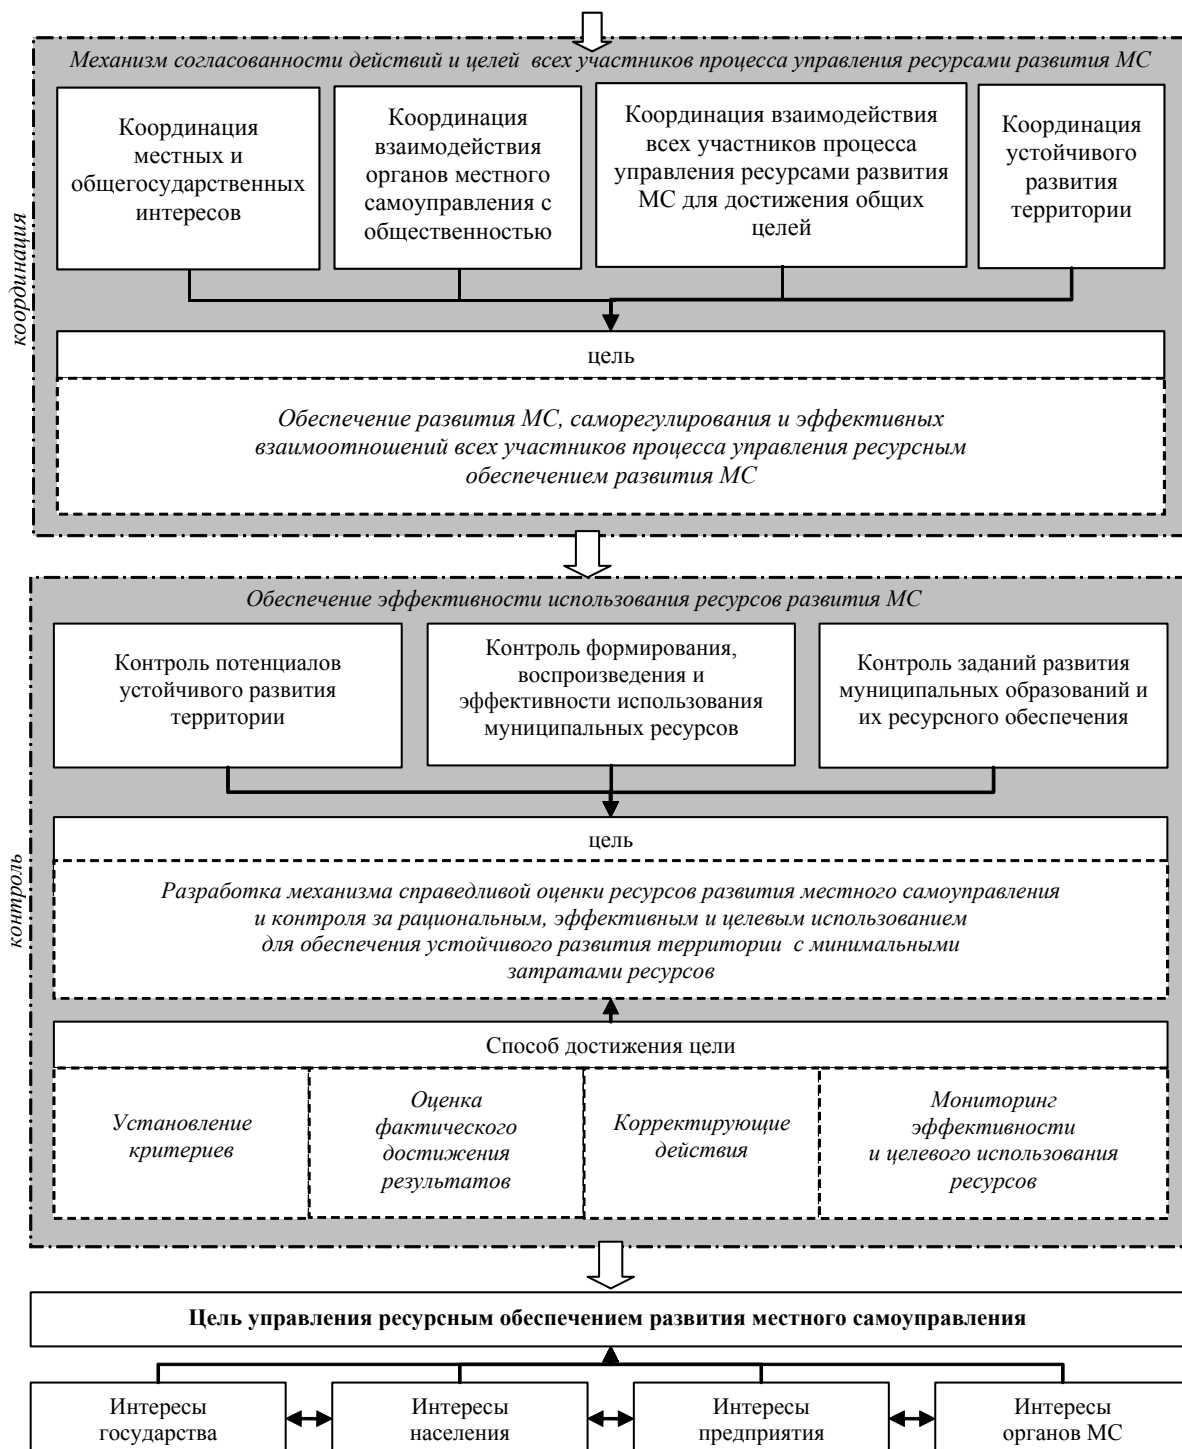 Механизм согласованности действий и целей всех участников процесса управления ресурсами развития МС
Координация
местных и
общегосударственных
интересов
Координация
взаимодействия
органов местного
самоуправления с
общественностью
Координация взаимодействия
всех участников процесса
управления ресурсами развития
МС для достижения общих
целей
Координация
устойчивого
развития
территории
координация
цель
Обеспечение развития МС, саморегулирования и эффективных
взаимоотношений всех участников процесса управления ресурсным
обеспечением развития МС
Обеспечение эффективности использования ресурсов развития МС
Контроль потенциалов
устойчивого развития
территории
Контроль формирования,
воспроизведения и
эффективности использования
муниципальных ресурсов
Контроль заданий развития
муниципальных образований и
их ресурсного обеспечения
контроль
цель
Разработка механизма справедливой оценки ресурсов развития местного самоуправления
и контроля за рациональным, эффективным и целевым использованием
для обеспечения устойчивого развития территории с минимальными
затратами ресурсов
Способ достижения цели
Установление
критериев
Оценка
фактического
достижения
результатов
Корректирующие
действия
Мониторинг
эффективности
и целевого использования
ресурсов
Цель управления ресурсным обеспечением развития местного самоуправления
Интересы
государства
Интересы
населения
Интересы
предприятия
Интересы
органов МС